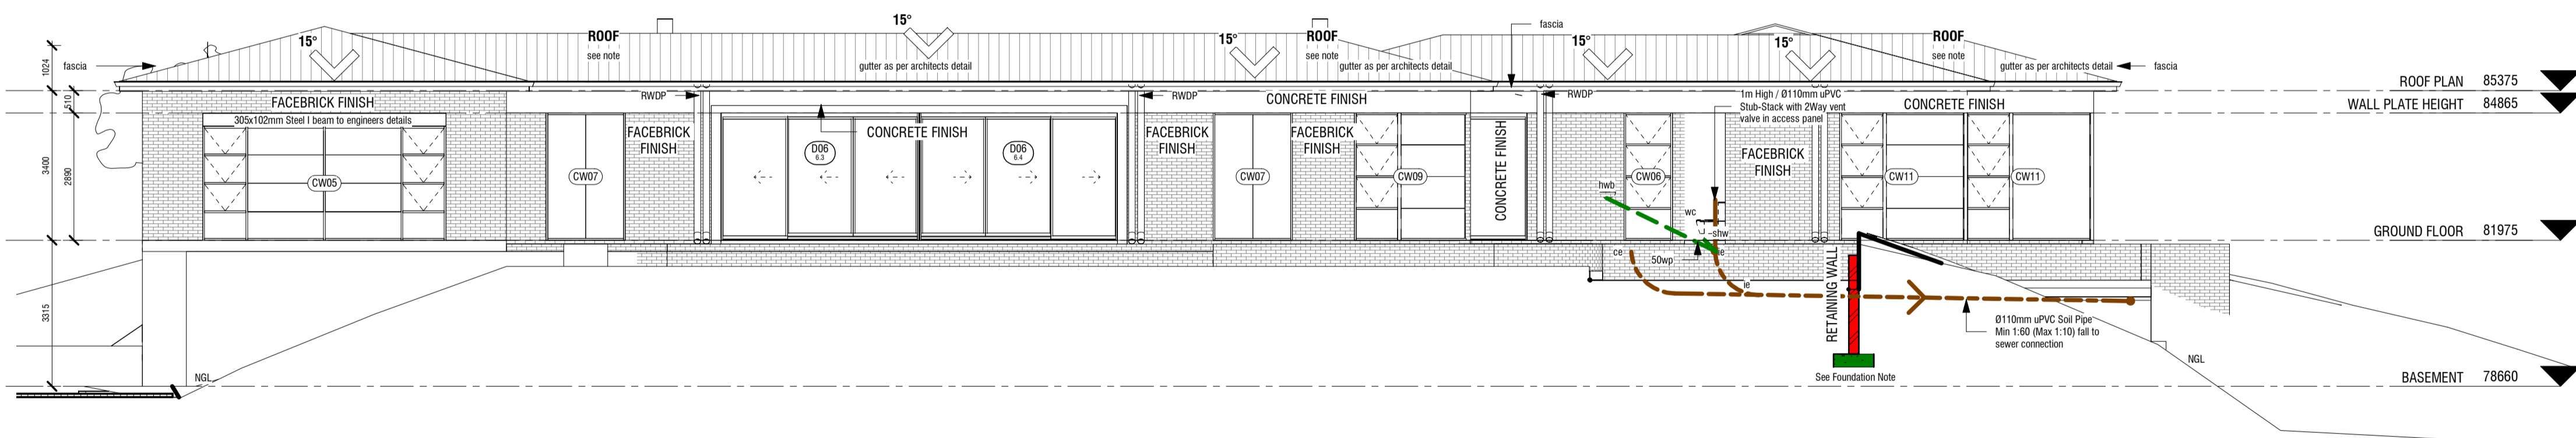 15°
15°
15°
15°
15°
ROOF
see note
ROOF
see note
ROOF
see note
fascia
fascia
fascia
gutter as per architects detail
gutter as per architects detail
gutter as per architects detail
1024
510
3400
2890
3315
ROOF PLAN 85375
WALL PLATE HEIGHT 84865
GROUND FLOOR 81975
BASEMENT 78660
FACEBRICK FINISH
305x102mm Steel I beam to engineers details
CW05
CW07
FACEBRICK
FINISH
RWDP
CONCRETE FINISH
D06
6.3
D06
6.4
RWDP
FACEBRICK
FINISH
CONCRETE FINISH
CW07
FACEBRICK
FINISH
CW09
CONCRETE FINISH
RWDP
1m High / Ø110mm uPVC
Stub-Stack with 2Way vent
valve in access panel
CONCRETE FINISH
CW06
FACEBRICK
FINISH
CW11
CW11
hwb
wc
shw
ce
50wp
ie
RETAINING WALL
Ø110mm uPVC Soil Pipe
Min 1:60 (Max 1:10) fall to
sewer connection
See Foundation Note
NGL
NGL